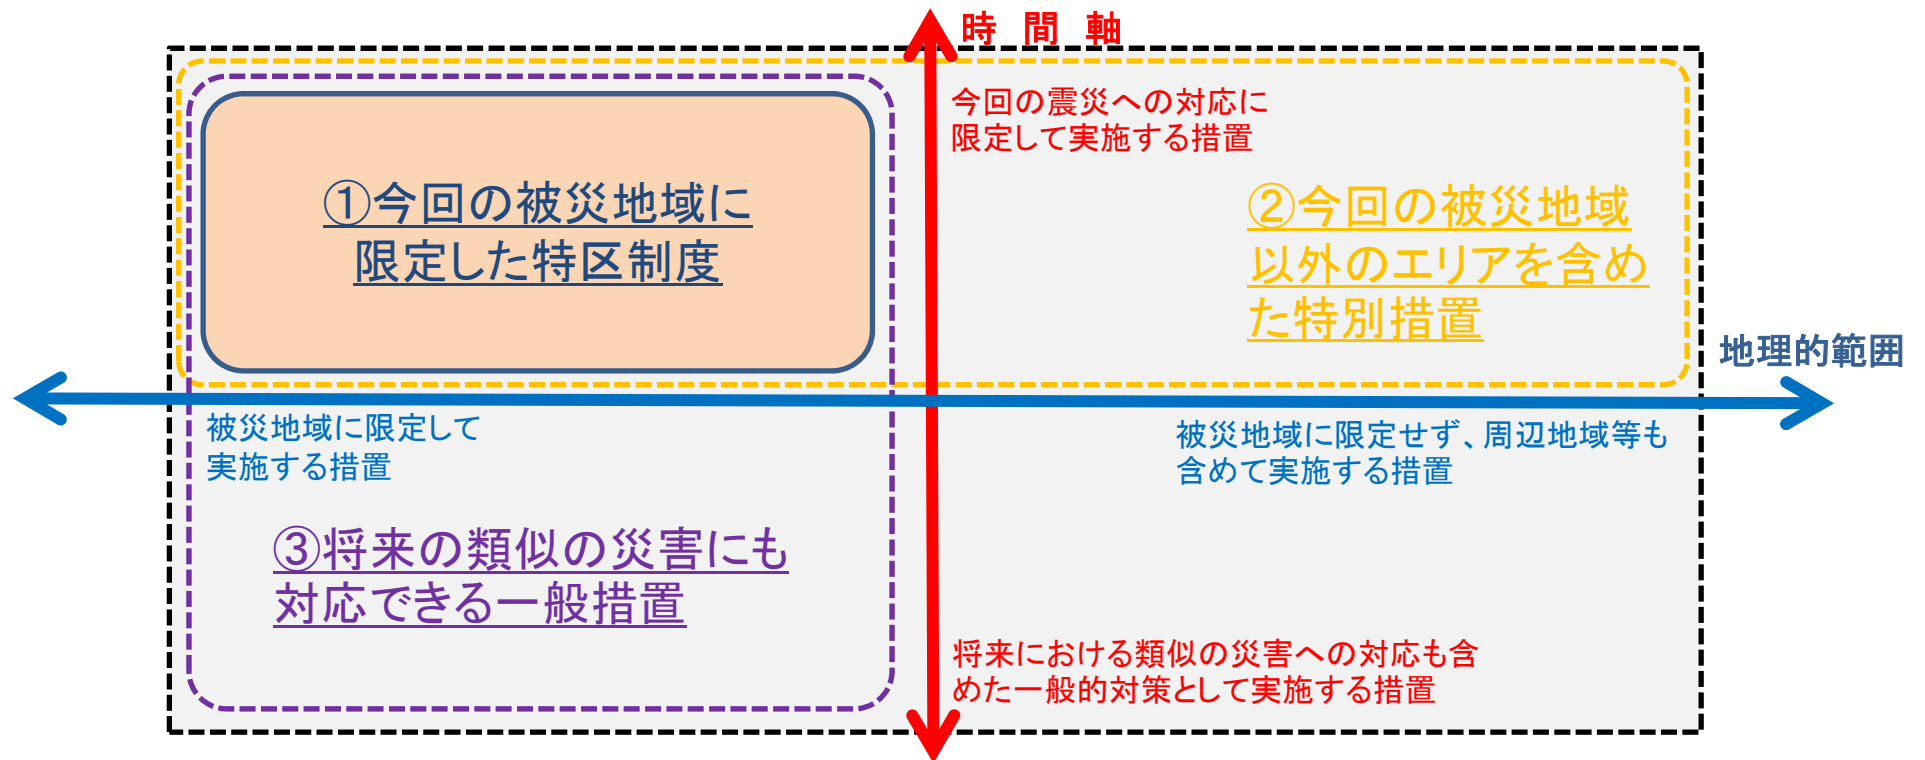 時間軸
今回の震災への対応に
限定して実施する措置
①今回の被災地域に
限定した特区制度
②今回の被災地域
以外のエリアを含め
た特別措置
地理的範囲
被災地域に限定して
実施する措置
被災地域に限定せず、周辺地域等も
含めて実施する措置
③将来の類似の災害にも
対応できる一般措置
将来における類似の災害への対応も含
めた一般的対策として実施する措置